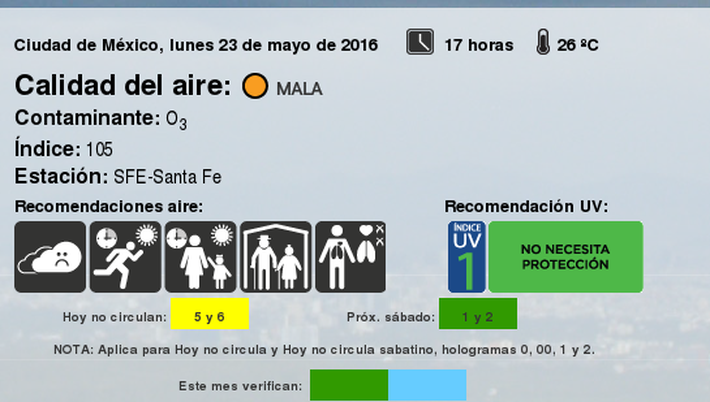 Ciudad de México, lunes 23 de mayo de 2016 17 horas 26 ºC
Calidad del aire: MALA
Contaminante: O3
Índice: 105
Estación: SFE-Santa Fe
Recomendaciones aire: Recomendación UV:
ÍNDICE
UV
1
NO NECESITA
PROTECCIÓN
Hoy no circulan: 5 y 6 Próx. sábado: 1 y 2
NOTA: Aplica para Hoy no circula y Hoy no circula sabatino, hologramas 0, 00, 1 y 2.
Este mes verifican: